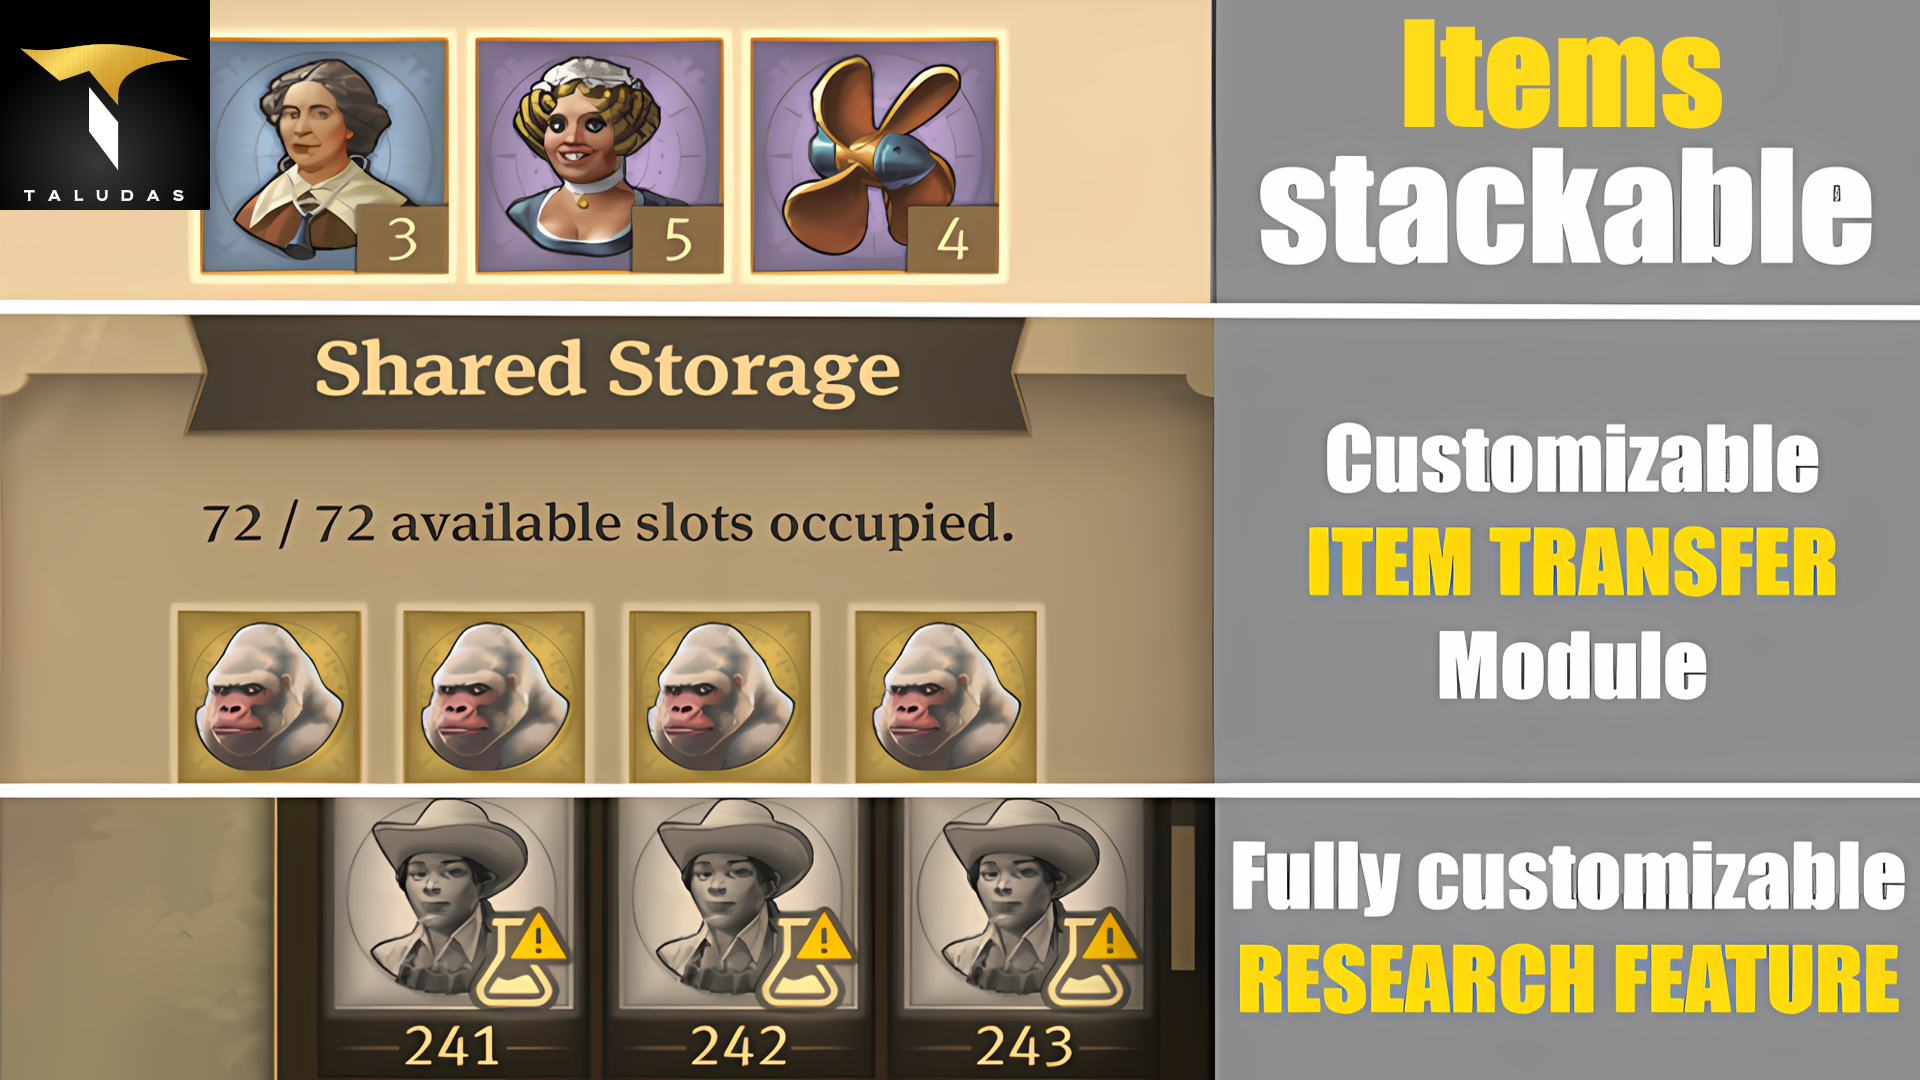 TALUDAS
3
5
4
Items
stackable
Shared Storage
72 / 72 available slots occupied.
Customizable
ITEM TRANSFER
Module
241
242
243
Fully customizable
RESEARCH FEATURE